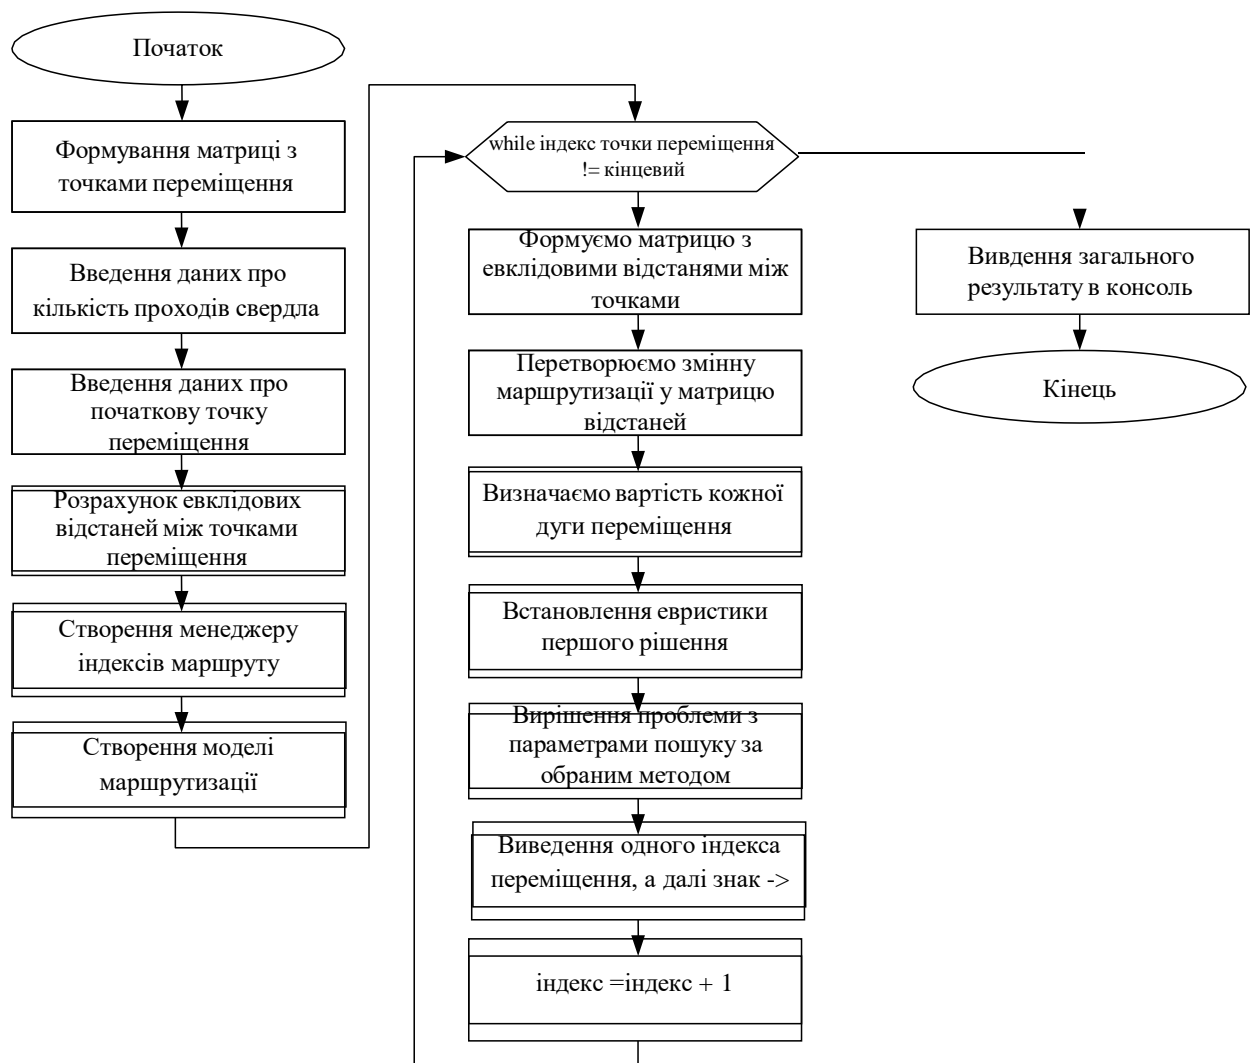 Початок
Формування матриці з
точками переміщення
Введення даних про
кількість проходів свердла
Введення даних про
початкову точку
переміщення
Розрахунок евклідових
відстаней між точками
переміщення
Створення менеджеру
індексів маршруту
Створення моделі
маршрутизації
while індекс точки переміщення
!= кінцевий
Формуємо матрицю з
евклідовими відстанями між
точками
Перетворюємо змінну
маршрутизації у матрицю
відстаней
Визначаємо вартість кожної
дуги переміщення
Встановлення евристики
першого рішення
Вирішення проблеми з
параметрами пошуку за
обраним методом
Виведення одного індекса
переміщення, а далі знак ->
індекс =індекс + 1
Вивдення загального
результату в консоль
Кінець